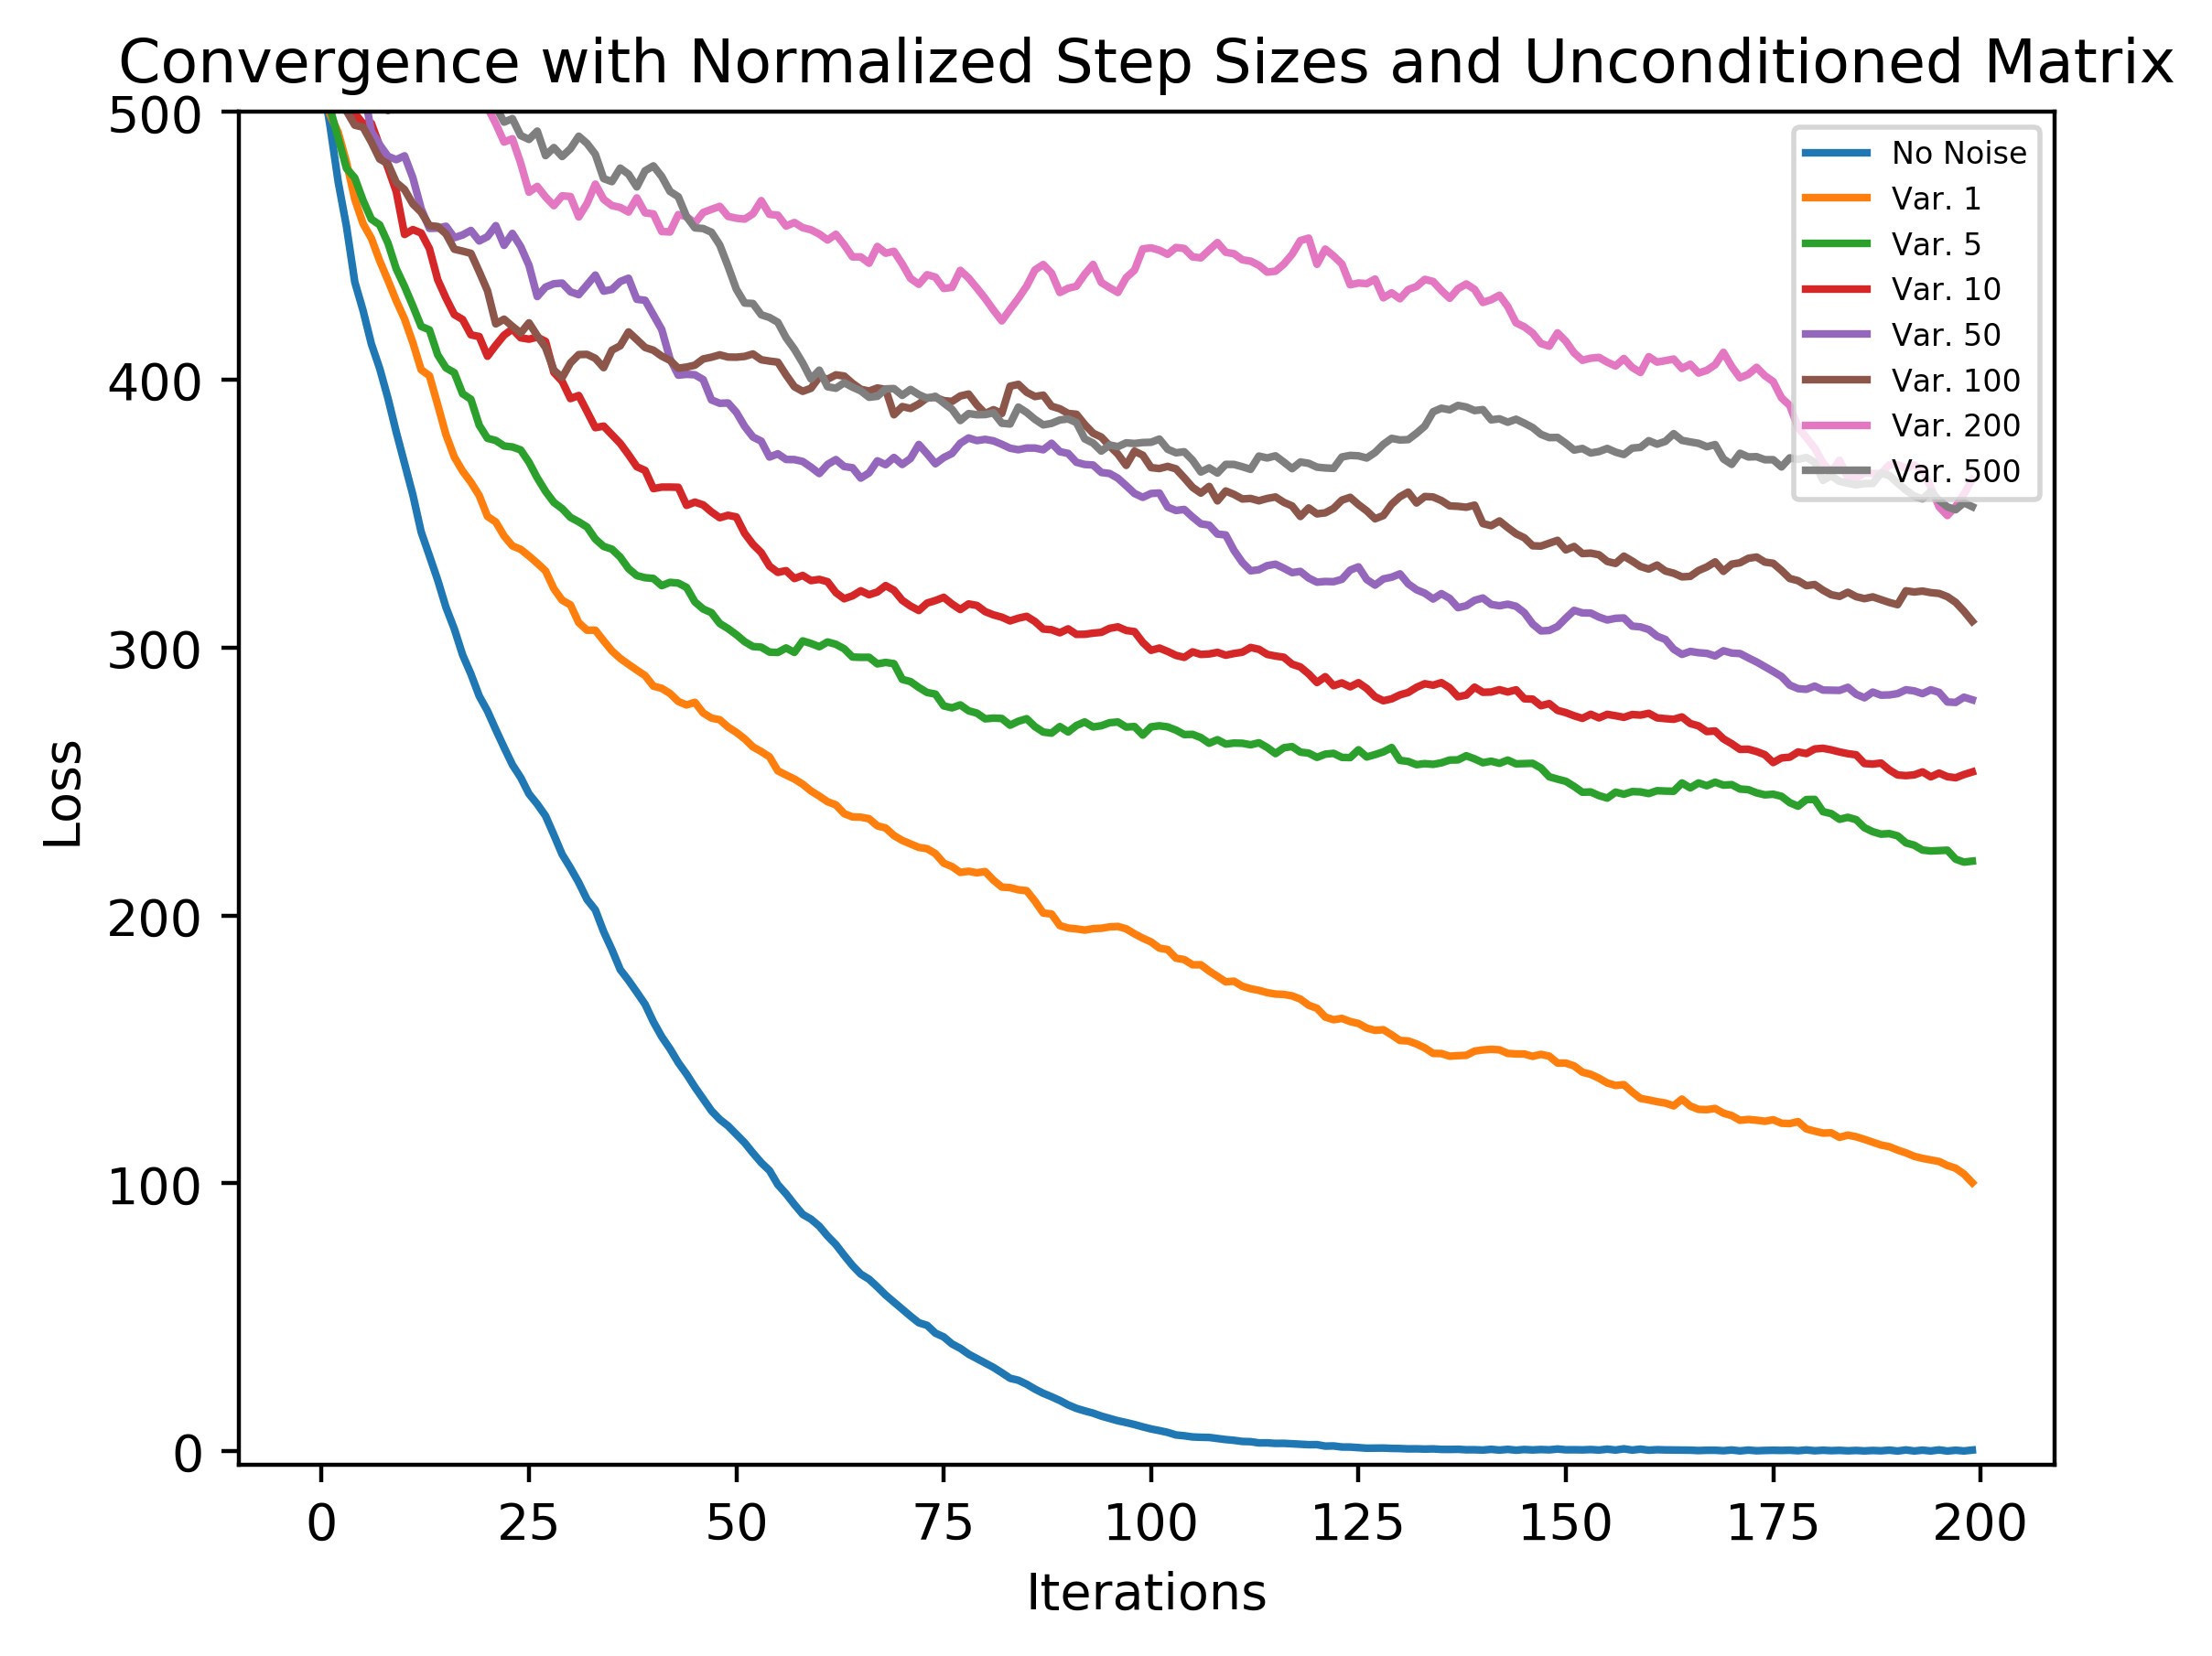 Convergence with Normalized Step Sizes and Unconditioned Matrix
500
400
300
200
100
0
Loss
0 25 50 75 100 125 150 175 200
Iterations
No Noise
Var. 1
Var. 5
Var. 10
Var. 50
Var. 100
Var. 200
Var. 500